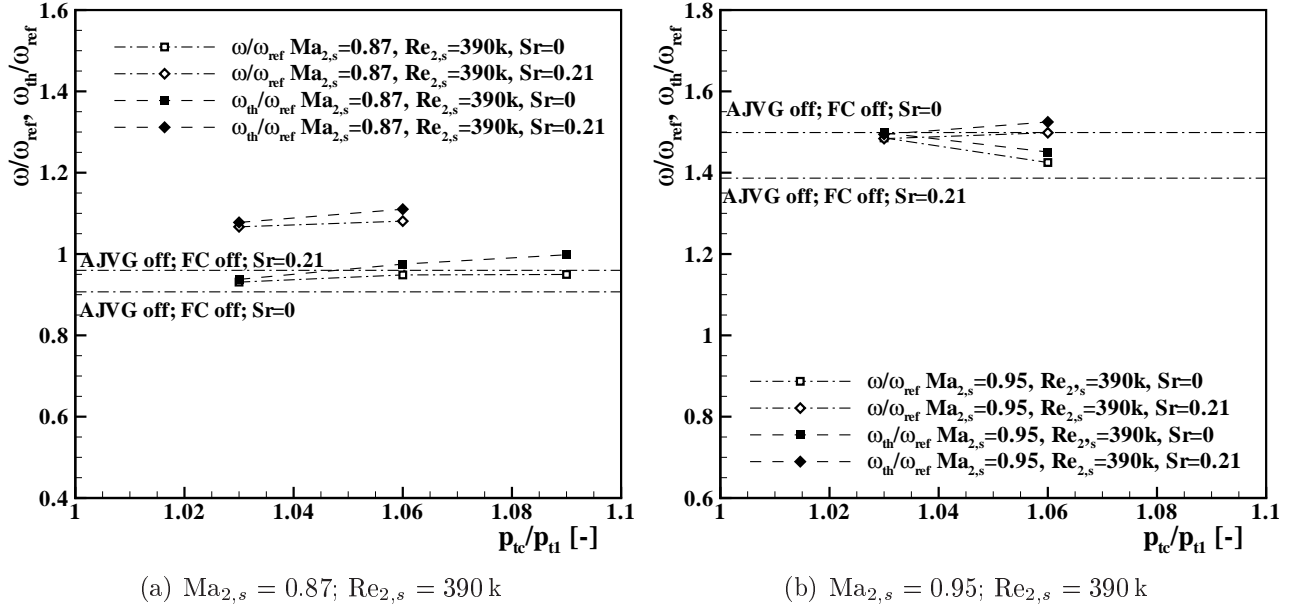 ω/ω_ref, ω_th/ω_ref
1.6
1.4
1.2
1
0.8
0.6
0.4
ω/ω_ref Ma_2,s=0.87, Re_2,s=390k, Sr=0
ω/ω_ref Ma_2,s=0.87, Re_2,s=390k, Sr=0.21
ω_th/ω_ref Ma_2,s=0.87, Re_2,s=390k, Sr=0
ω_th/ω_ref Ma_2,s=0.87, Re_2,s=390k, Sr=0.21
AJVG off; FC off; Sr=0.21
AJVG off; FC off; Sr=0
1 1.02 1.04 1.06 1.08 1.1
p_tc/p_t1 [-]
(a) Ma_2,s = 0.87; Re_2,s = 390 k
ω/ω_ref, ω_th/ω_ref
1.8
1.6
1.4
1.2
1
0.8
0.6
AJVG off; FC off; Sr=0
AJVG off; FC off; Sr=0.21
ω/ω_ref Ma_2,s=0.95, Re_2,s=390k, Sr=0
ω/ω_ref Ma_2,s=0.95, Re_2,s=390k, Sr=0.21
ω_th/ω_ref Ma_2,s=0.95, Re_2,s=390k, Sr=0
ω_th/ω_ref Ma_2,s=0.95, Re_2,s=390k, Sr=0.21
1 1.02 1.04 1.06 1.08 1.1
p_tc/p_t1 [-]
(b) Ma_2,s = 0.95; Re_2,s = 390 k